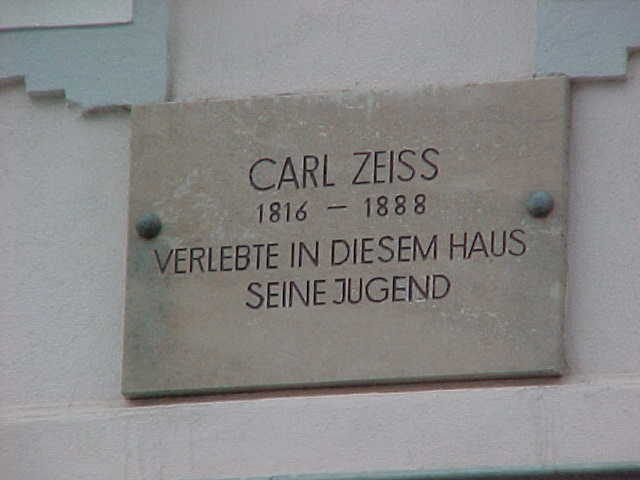 CARL ZEISS
1816 – 1888
VERLEBTE IN DIESEM HAUS
SEINE JUGEND